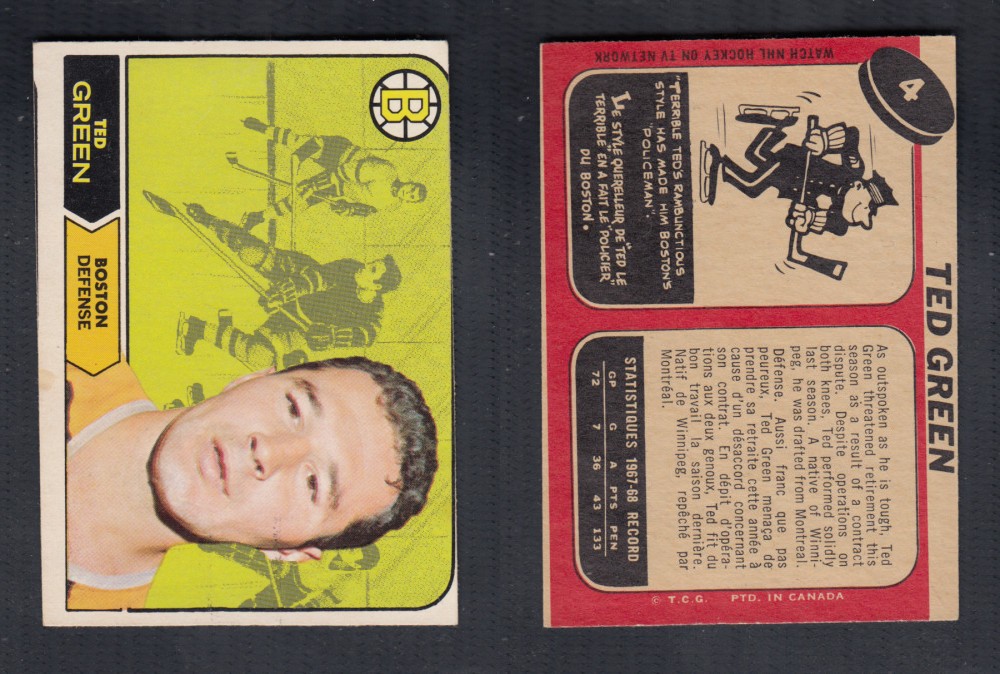 TED
GREEN
BOSTON
DEFENSE
B
WATCH NHL HOCKEY ON TV NETWORK
4
TED GREEN
"TERRIBLE TED'S RAMBUNCTIOUS
STYLE HAS MADE HIM BOSTON'S
"POLICEMAN".
LE STYLE QUERELLEUR DE "TED LE
TERRIBLE" EN A FAIT LE "POLICIER"
DU BOSTON.
As outspoken as he is tough, Ted
Green threatened retirement this
season as a result of a contract
dispute. Despite operations on
both knees, Ted performed solidly
last season. A native of Winni-
peg, he was drafted from Montreal.
Défense. Aussi franc que pas
peureux, Ted Green menaça de
prendre sa retraite cette année à
cause d'un désaccord concernant
son contrat. En dépit d'opéra-
tions aux deux genoux, Ted fit du
bon travail la saison dernière.
Natif de Winnipeg, repêché par
Montréal.
STATISTIQUES 1967-68 RECORD
GP G A PTS PEN
72 7 36 43 133
© T.C.G. PTD. IN CANADA